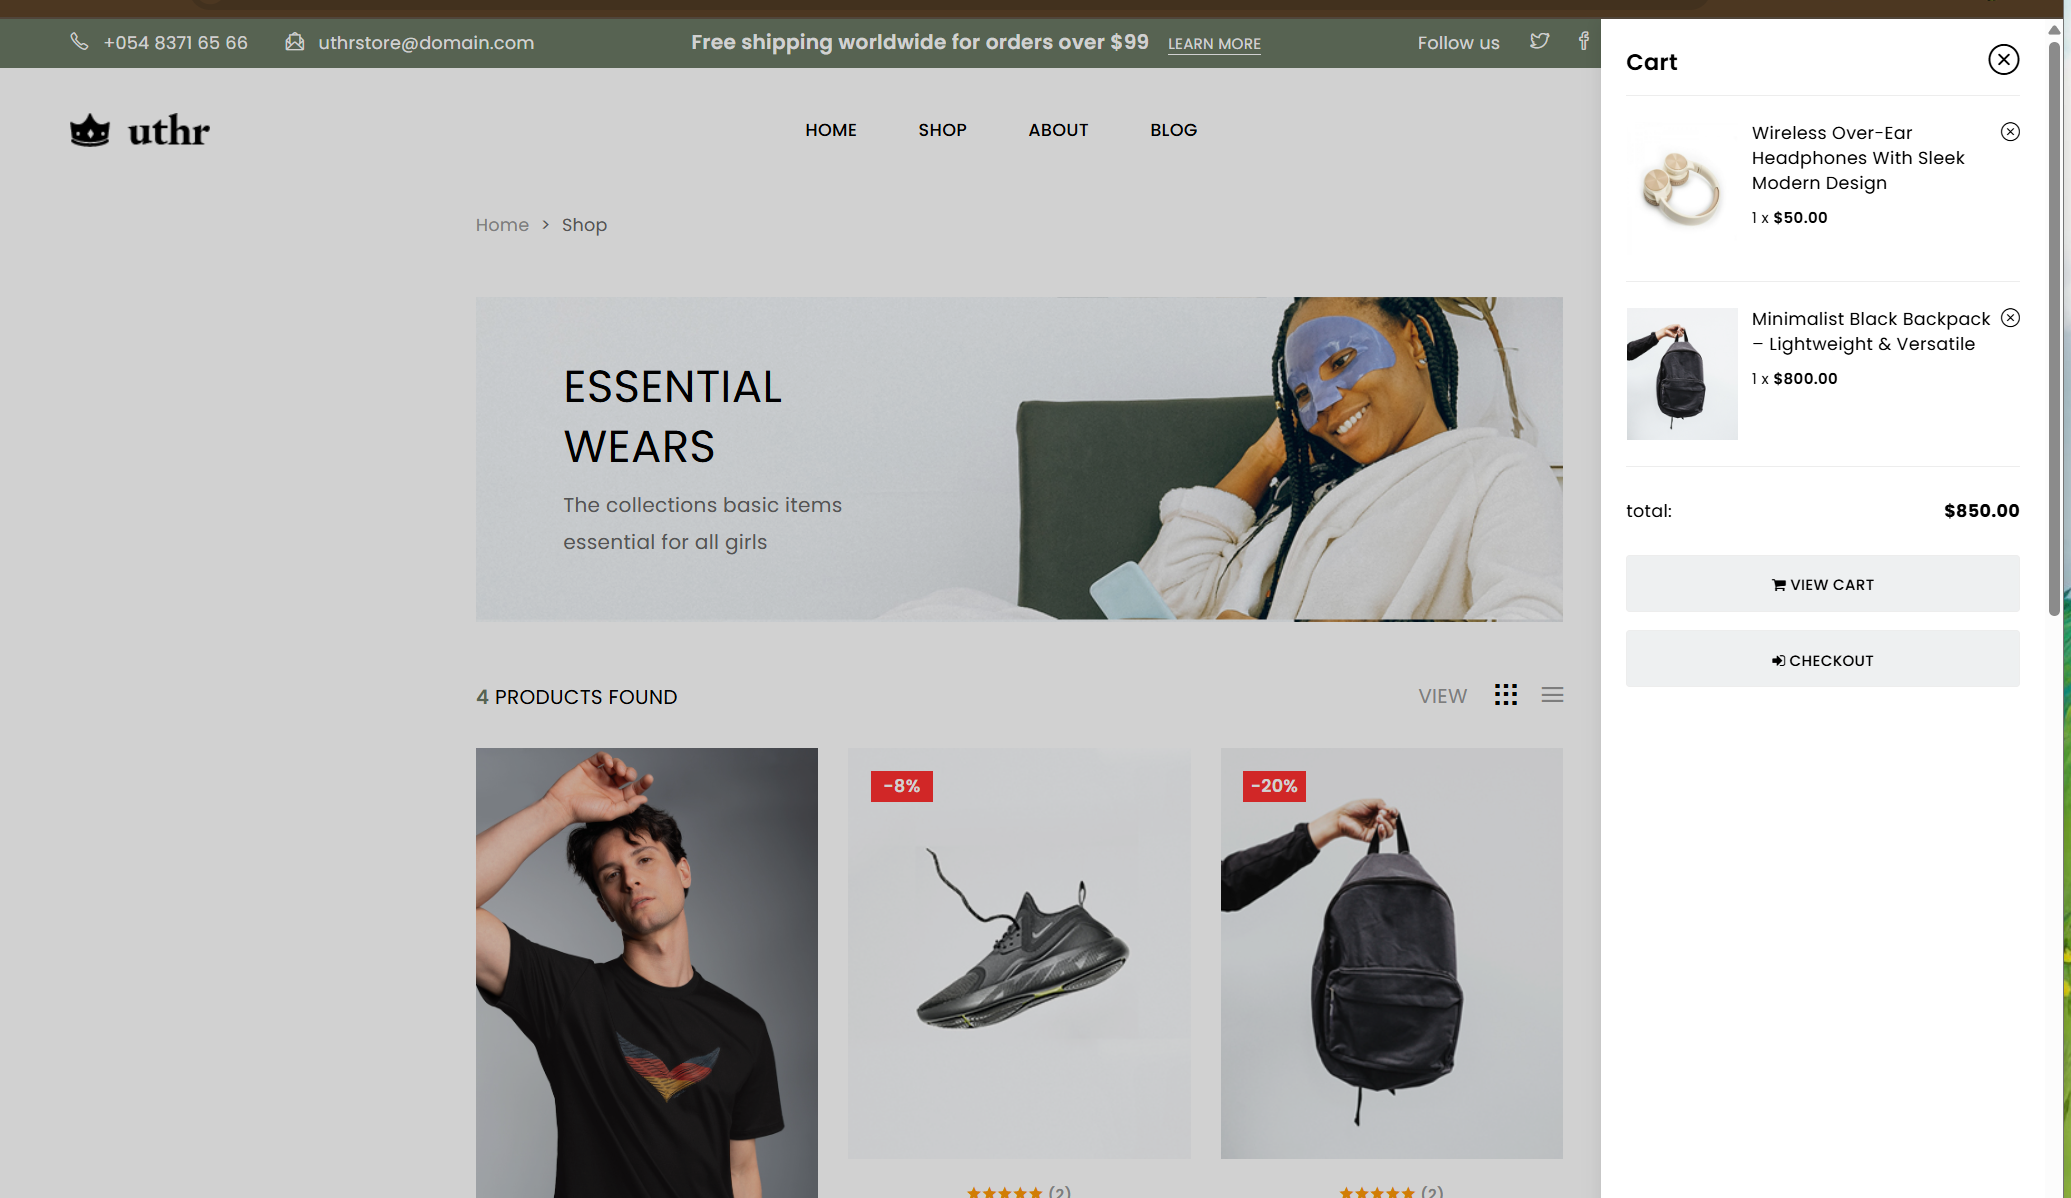 +054 8371 65 66
uthrstore@domain.com
Free shipping worldwide for orders over $99 LEARN MORE
Follow us
uthr
HOME SHOP ABOUT BLOG
Home > Shop
ESSENTIAL
WEARS
The collections basic items
essential for all girls
4 PRODUCTS FOUND
VIEW
-8%
-20%
(2)
(2)
Cart
Wireless Over-Ear
Headphones With Sleek
Modern Design
1 x $50.00
Minimalist Black Backpack
– Lightweight & Versatile
1 x $800.00
total: $850.00
VIEW CART
CHECKOUT